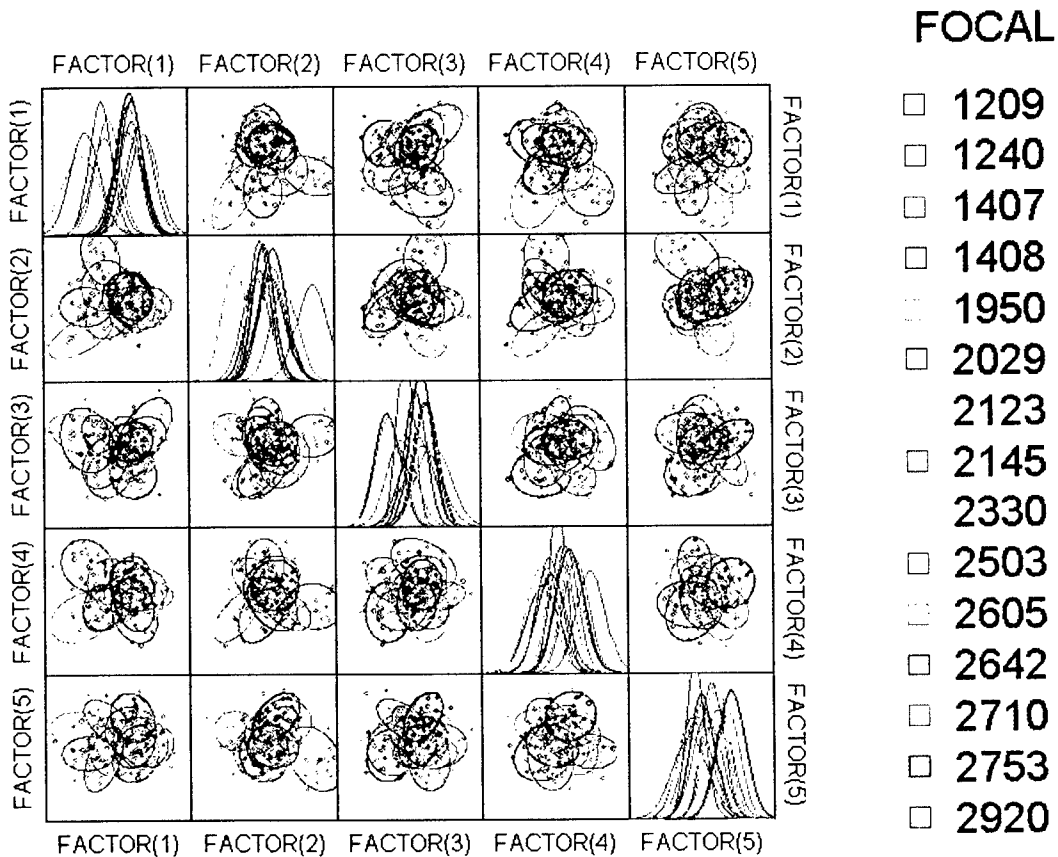 FOCAL
FACTOR(1) FACTOR(2) FACTOR(3) FACTOR(4) FACTOR(5)
FACTOR(1)
FACTOR(2)
FACTOR(3)
FACTOR(4)
FACTOR(5)
FACTOR(1)
FACTOR(2)
FACTOR(3)
FACTOR(4)
FACTOR(5)
FACTOR(1) FACTOR(2) FACTOR(3) FACTOR(4) FACTOR(5)
1209
1240
1407
1408
1950
2029
2123
2145
2330
2503
2605
2642
2710
2753
2920